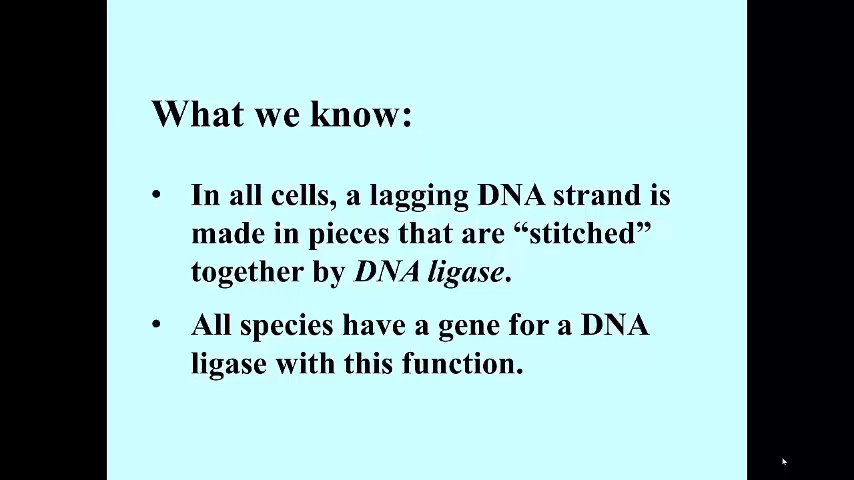 What we know:
• In all cells, a lagging DNA strand is
made in pieces that are “stitched”
together by DNA ligase.
• All species have a gene for a DNA
ligase with this function.